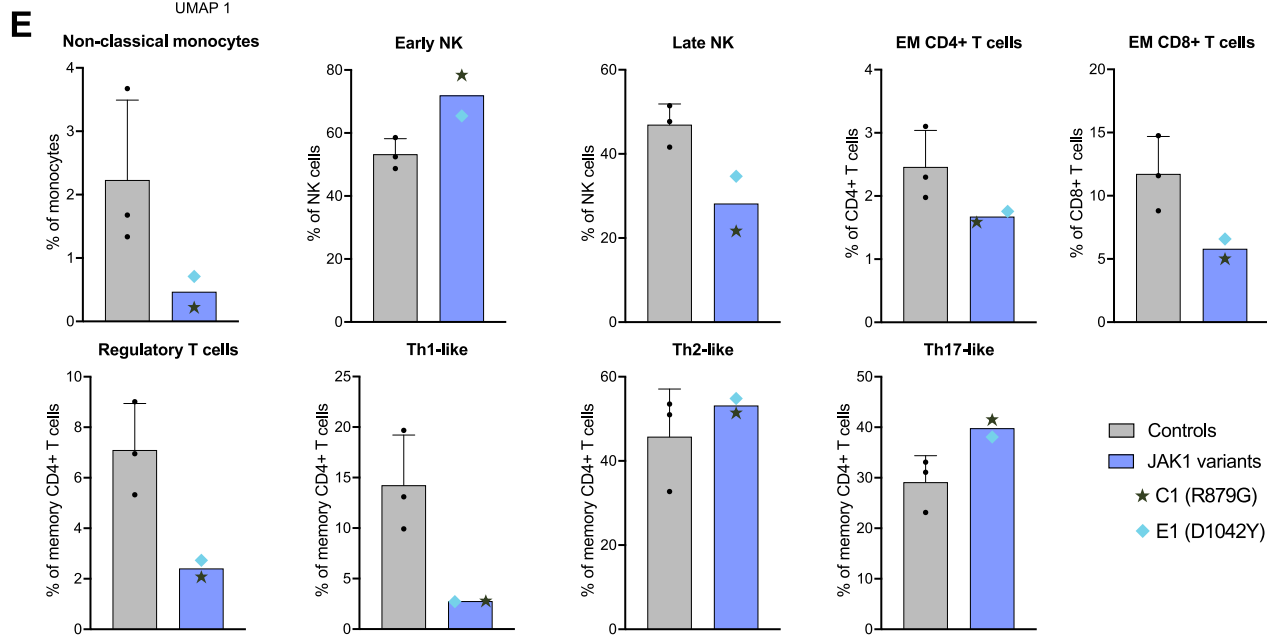 UMAP 1
E
Non-classical monocytes
% of monocytes
4
3
2
1
0
Early NK
% of NK cells
80
60
40
20
0
Late NK
% of NK cells
60
40
20
0
EM CD4+ T cells
% of CD4+ T cells
4
3
2
1
0
EM CD8+ T cells
% of CD8+ T cells
20
15
10
5
0
Regulatory T cells
% of memory CD4+ T cells
10
8
6
4
2
0
Th1-like
% of memory CD4+ T cells
25
20
15
10
5
0
Th2-like
% of memory CD4+ T cells
60
40
20
0
Th17-like
% of memory CD4+ T cells
50
40
30
20
10
0
Controls
JAK1 variants
C1 (R879G)
E1 (D1042Y)